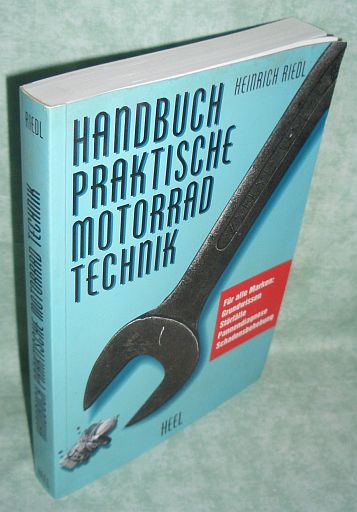 HEINRICH RIEDL
HANDBUCH
PRAKTISCHE
MOTORRAD
TECHNIK
Für alle Marken:
Grundwissen
Störfälle
Pannendiagnose
Schadensbehebung
HEEL
RIEDL
HANDBUCH PRAKTISCHE MOTORRAD TECHNIK
HEEL